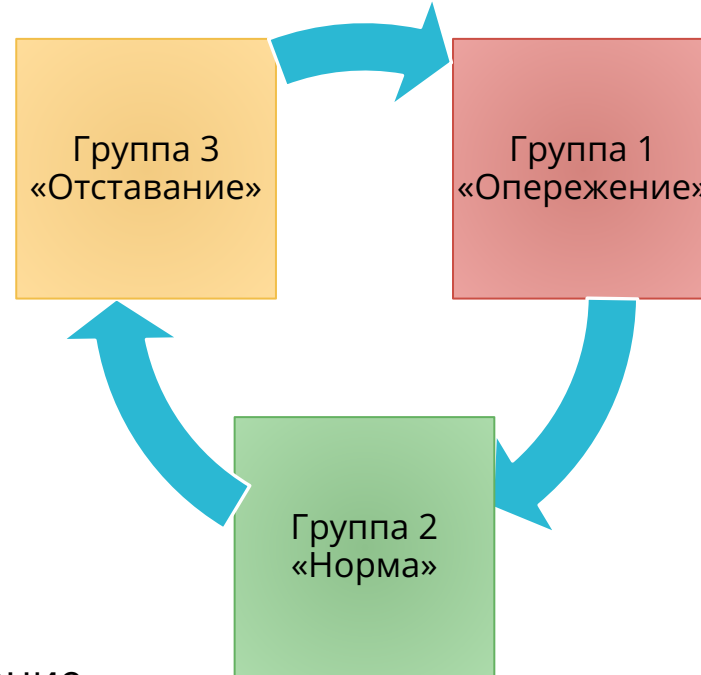 Группа 3
«Отставание»
Группа 1
«Опережение»
Группа 2
«Норма»